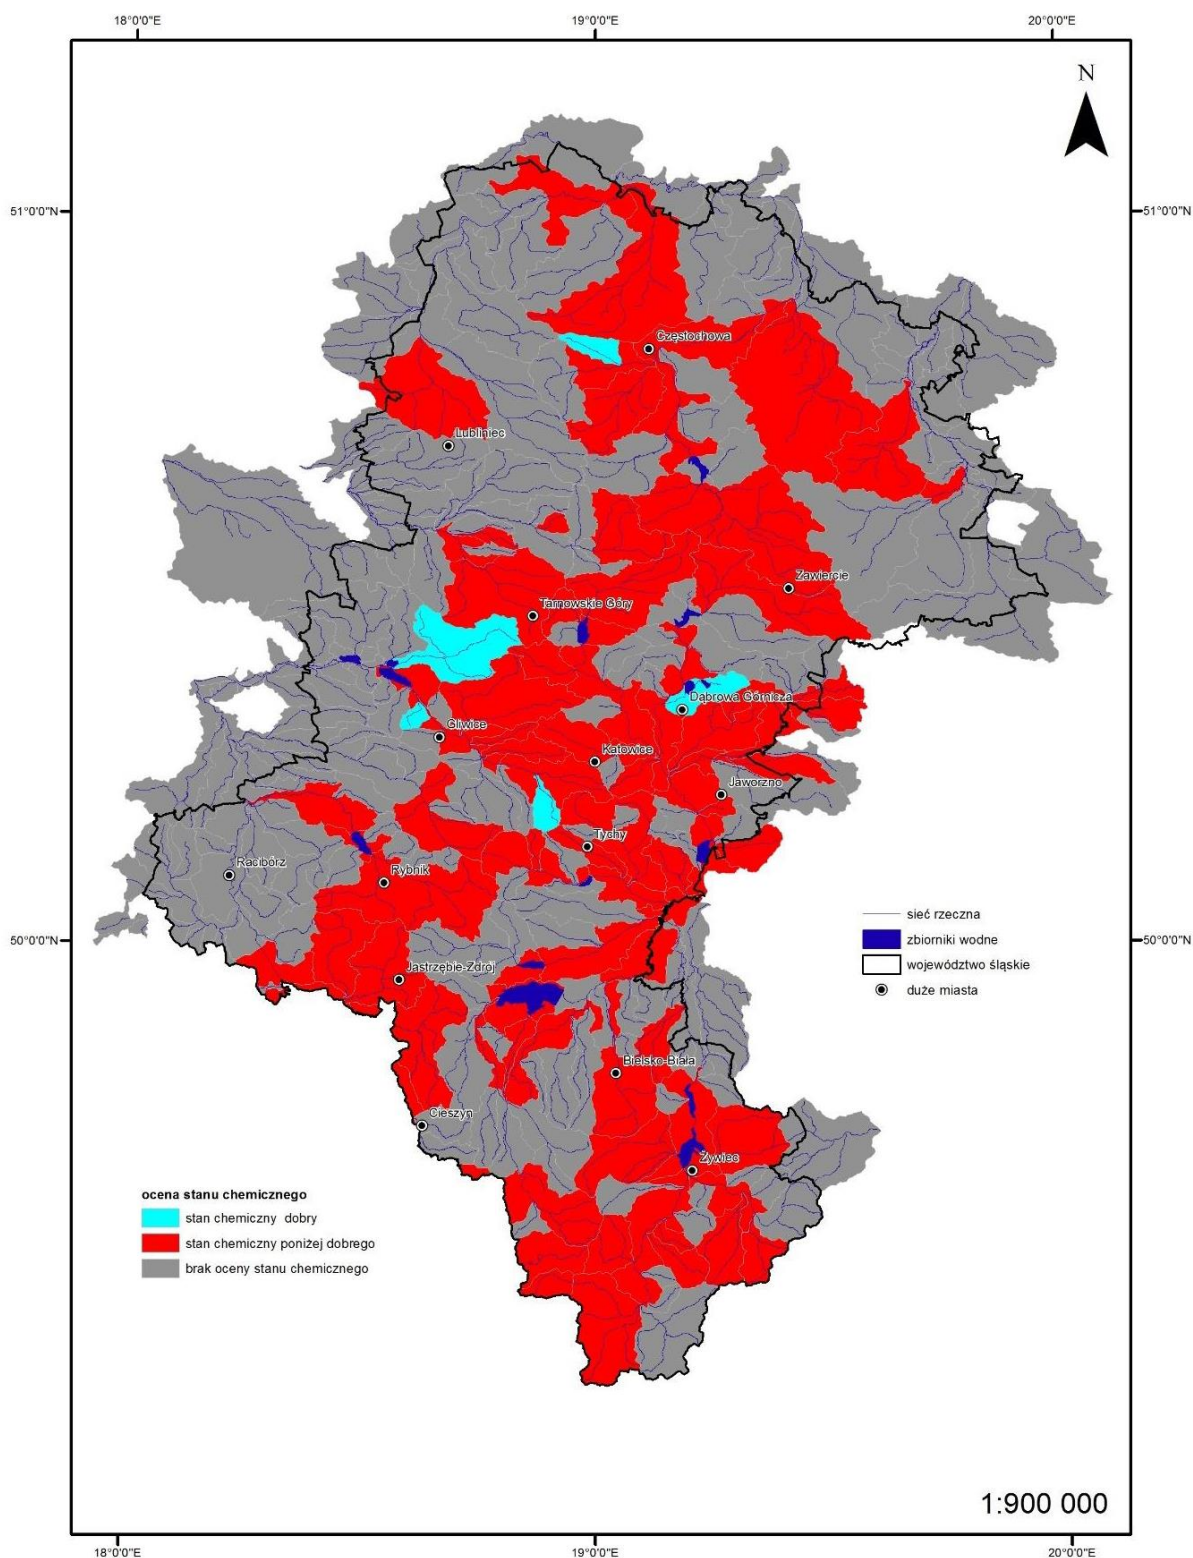 18°0'0"E
19°0'0"E
20°0'0"E
N
51°0'0"N
51°0'0"N
Częstochowa
Lubliniec
Zawiercie
Tarnowskie Góry
Dąbrowa Górnicza
Gliwice
Katowice
Jaworzno
Tychy
Racibórz
Rybnik
sieć rzeczna
50°0'0"N
zbiorniki wodne
50°0'0"N
województwo śląskie
Jastrzębie-Zdrój
duże miasta
Bielsko-Biała
Cieszyn
Żywiec
ocena stanu chemicznego
stan chemiczny dobry
stan chemiczny poniżej dobrego
brak oceny stanu chemicznego
1:900 000
18°0'0"E
19°0'0"E
20°0'0"E